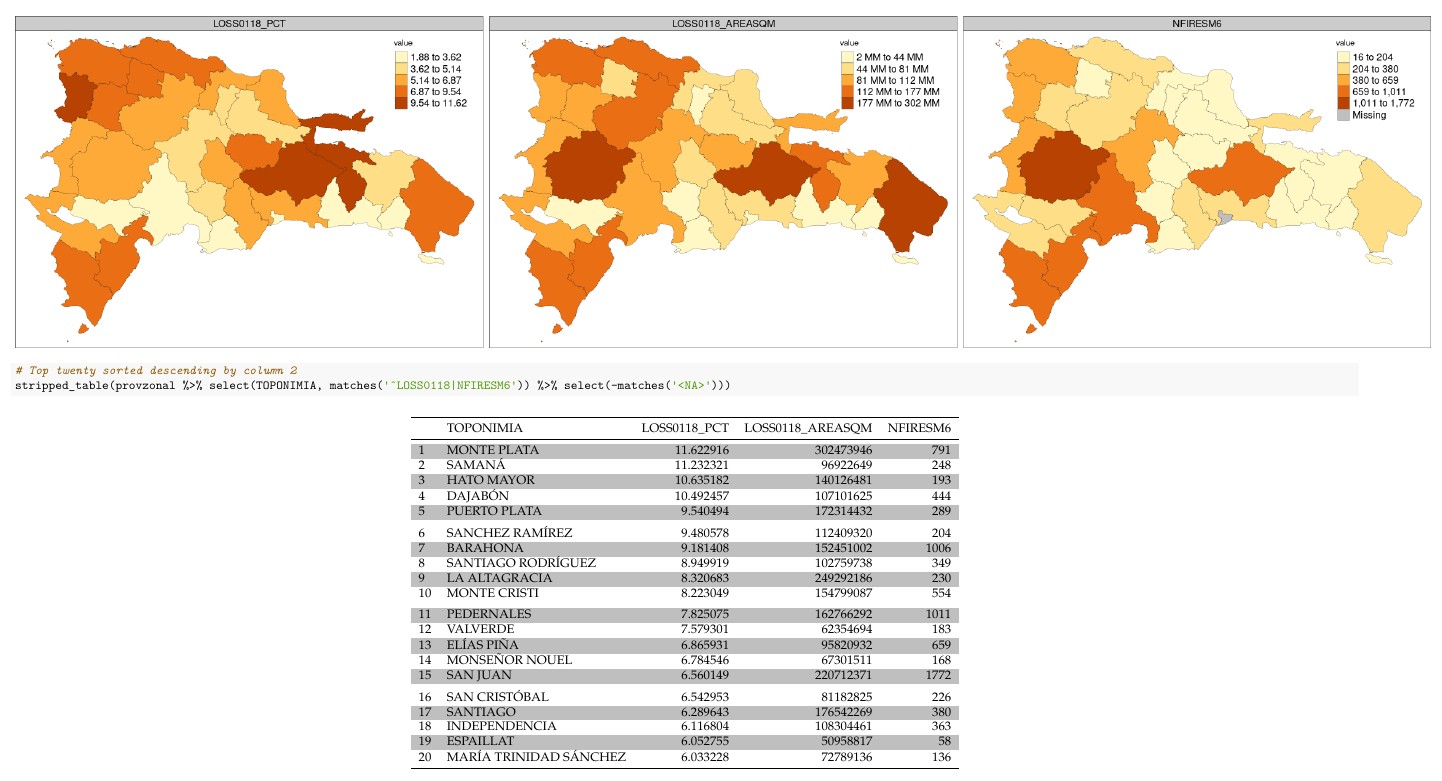 LOSS0118_PCT
value
1.88 to 3.62
3.62 to 5.14
5.14 to 6.87
6.87 to 9.54
9.54 to 11.62
LOSS0118_AREASQM
value
2 MM to 44 MM
44 MM to 81 MM
81 MM to 112 MM
112 MM to 177 MM
177 MM to 302 MM
NFIRESM6
value
16 to 204
204 to 380
380 to 659
659 to 1,011
1,011 to 1,772
Missing
# Top twenty sorted descending by column 2
stripped_table(provzonal %>% select(TOPONIMIA, matches('^LOSS0118|NFIRESM6')) %>% select(-matches('<NA>')))
TOPONIMIA LOSS0118_PCT LOSS0118_AREASQM NFIRESM6
1 MONTE PLATA 11.622916 302473946 791
2 SAMANÁ 11.232321 96922649 248
3 HATO MAYOR 10.635182 140126481 193
4 DAJABÓN 10.492457 107101625 444
5 PUERTO PLATA 9.540494 172314432 289
6 SANCHEZ RAMÍREZ 9.480578 112409320 204
7 BARAHONA 9.181408 152451002 1006
8 SANTIAGO RODRÍGUEZ 8.949919 102759738 349
9 LA ALTAGRACIA 8.320683 249292186 230
10 MONTE CRISTI 8.223049 154799087 554
11 PEDERNALES 7.825075 162766292 1011
12 VALVERDE 7.579301 62354694 183
13 ELÍAS PIÑA 6.865931 95820932 659
14 MONSEÑOR NOUEL 6.784546 67301511 168
15 SAN JUAN 6.560149 220712371 1772
16 SAN CRISTÓBAL 6.542953 81182825 226
17 SANTIAGO 6.289643 176542269 380
18 INDEPENDENCIA 6.116804 108304461 363
19 ESPAILLAT 6.052755 50958817 58
20 MARÍA TRINIDAD SÁNCHEZ 6.033228 72789136 136